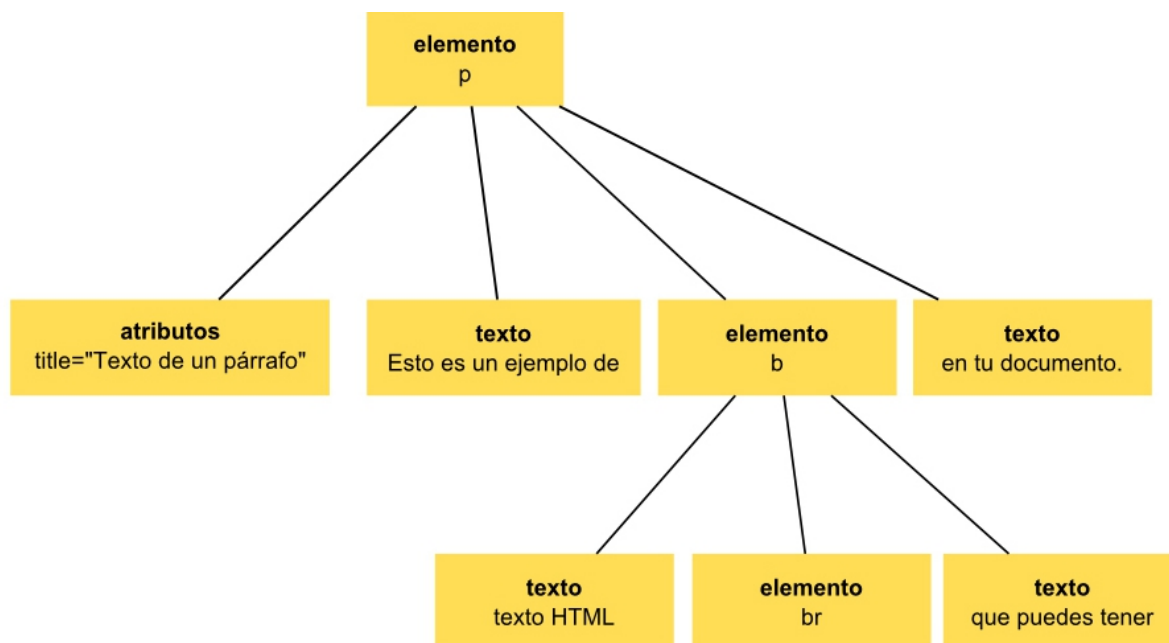 elemento
p
atributos
title="Texto de un párrafo"
texto
Esto es un ejemplo de
elemento
b
texto
en tu documento.
texto
texto HTML
elemento
br
texto
que puedes tener